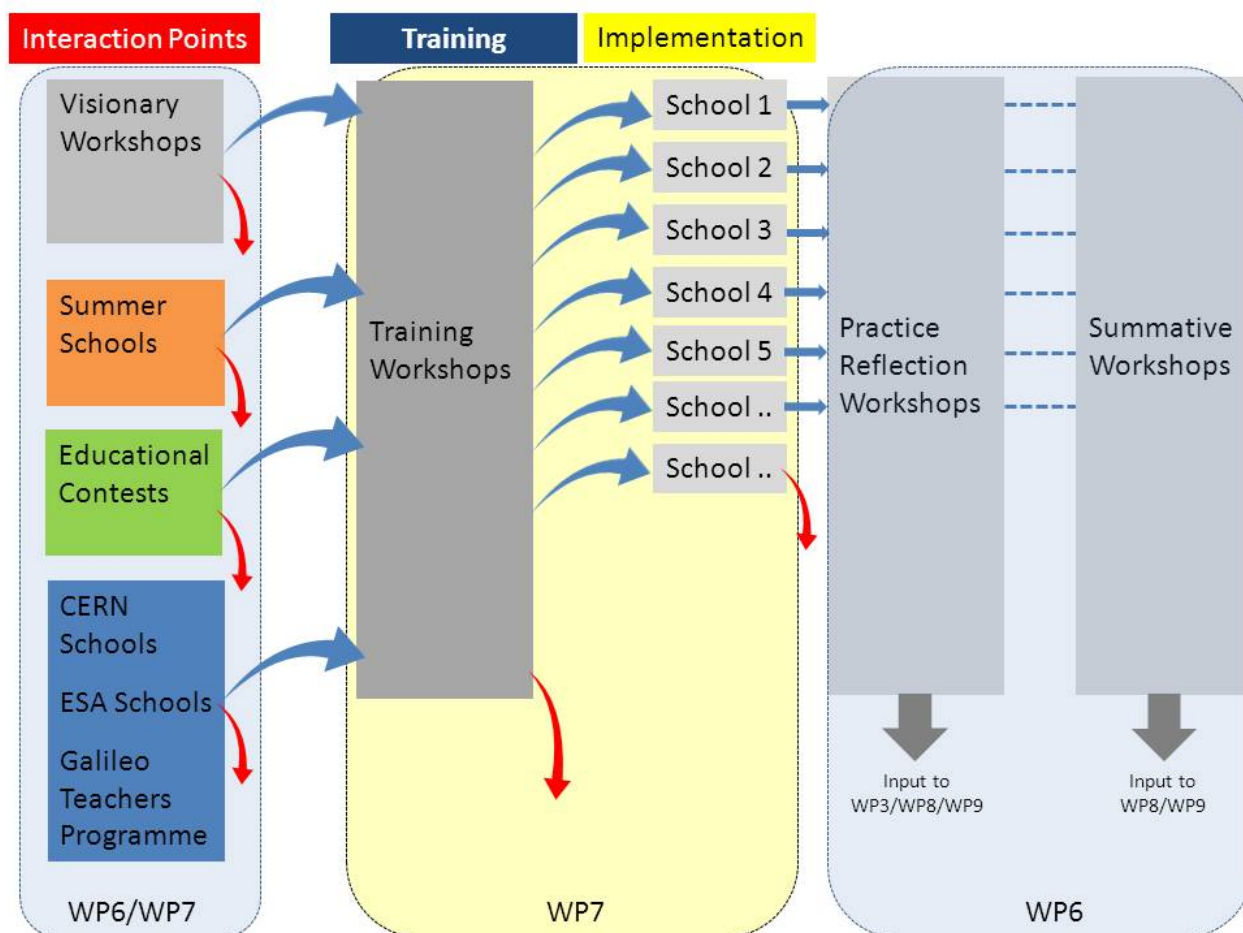 Interaction Points
Training
Implementation
Visionary
Workshops
Summer
Schools
Educational
Contests
CERN
Schools
ESA Schools
Galileo
Teachers
Programme
WP6/WP7
Training
Workshops
School 1
School 2
School 3
School 4
School 5
School ..
School ..
WP7
Practice
Reflection
Workshops
Summative
Workshops
Input to
WP3/WP8/WP9
Input to
WP8/WP9
WP6